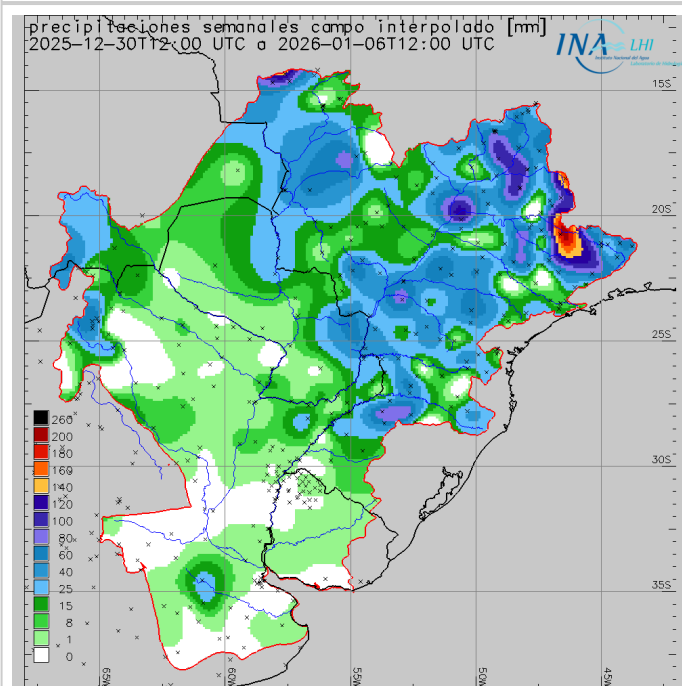 precipitaciones semanales campo interpolado [mm]
2025-12-30T12:00 UTC a 2026-01-06T12:00 UTC
INA LHI
Instituto Nacional del Agua
15S
20S
25S
30S
35S
260
200
180
160
140
120
100
80
60
40
25
15
8
1
0
65W
60W
55W
50W
45W